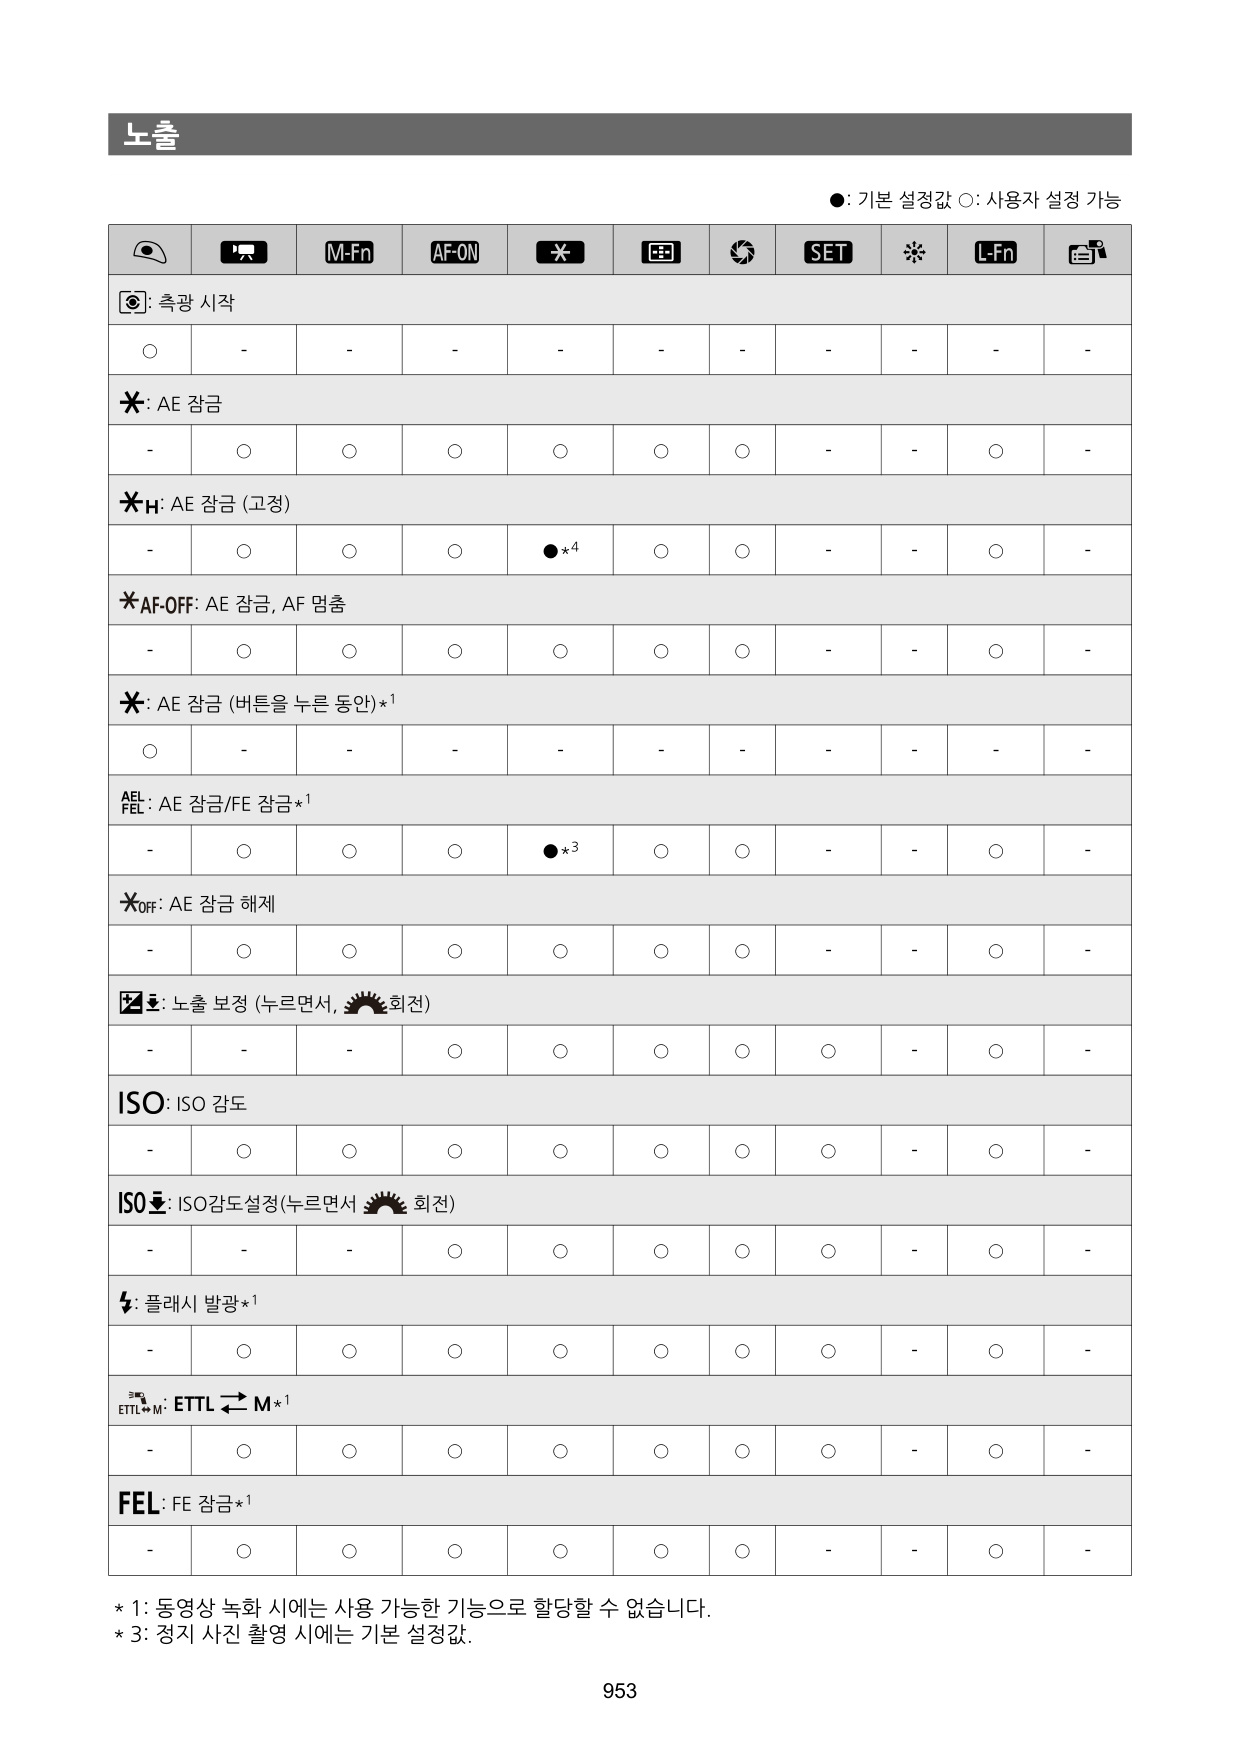 노출
●: 기본 설정값 ○: 사용자 설정 가능
M-Fn AF-ON SET L-Fn
: 측광 시작
○ - - - - - - - - - -
: AE 잠금
- ○ ○ ○ ○ ○ ○ - - ○ -
H: AE 잠금 (고정)
- ○ ○ ○ ●*4 ○ ○ - - ○ -
AF-OFF: AE 잠금, AF 멈춤
- ○ ○ ○ ○ ○ ○ - - ○ -
: AE 잠금 (버튼을 누른 동안)*1
○ - - - - - - - - - -
AEL FEL: AE 잠금/FE 잠금*1
- ○ ○ ○ ●*3 ○ ○ - - ○ -
OFF: AE 잠금 해제
- ○ ○ ○ ○ ○ ○ - - ○ -
: 노출 보정 (누르면서, 회전)
- - - ○ ○ ○ ○ ○ - ○ -
ISO: ISO 감도
- ○ ○ ○ ○ ○ ○ ○ - ○ -
ISO: ISO감도설정(누르면서 회전)
- - - ○ ○ ○ ○ ○ - ○ -
: 플래시 발광*1
- ○ ○ ○ ○ ○ ○ ○ - ○ -
ETTL↔M: ETTL ⇄ M*1
- ○ ○ ○ ○ ○ ○ ○ - ○ -
FEL: FE 잠금*1
- ○ ○ ○ ○ ○ ○ - - ○ -
* 1: 동영상 녹화 시에는 사용 가능한 기능으로 할당할 수 없습니다.
* 3: 정지 사진 촬영 시에는 기본 설정값.
953